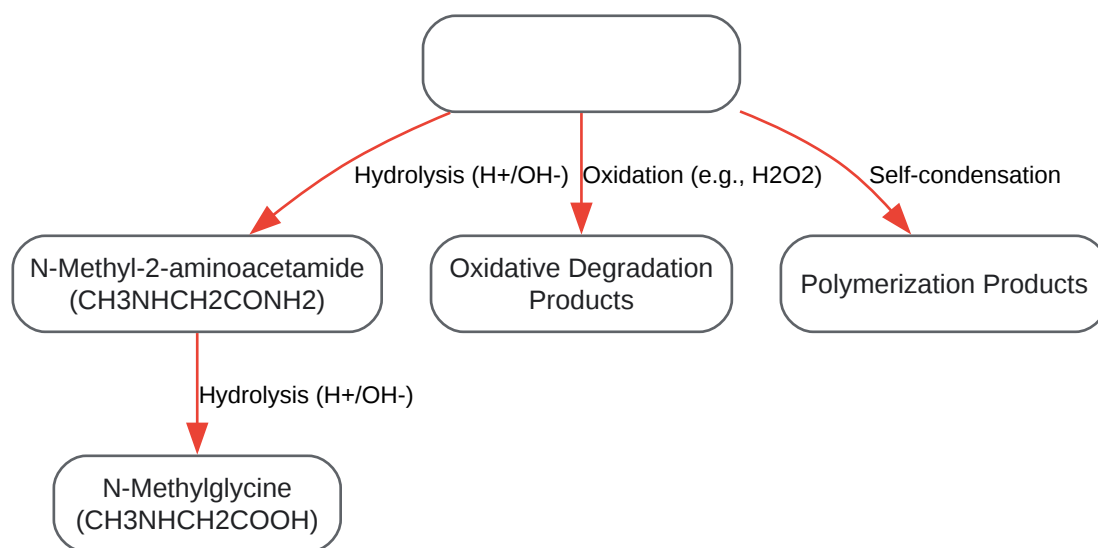 Hydrolysis (H+/OH-)
Oxidation (e.g., H2O2)
Self-condensation
N-Methyl-2-aminoacetamide
(CH3NHCH2CONH2)
Oxidative Degradation
Products
Polymerization Products
Hydrolysis (H+/OH-)
N-Methylglycine
(CH3NHCH2COOH)